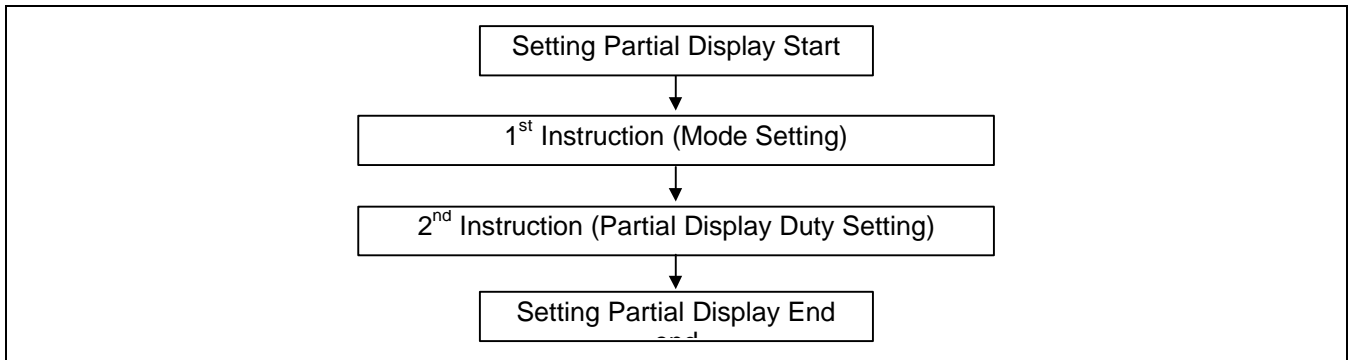 Setting Partial Display Start
1st Instruction (Mode Setting)
2nd Instruction (Partial Display Duty Setting)
Setting Partial Display End